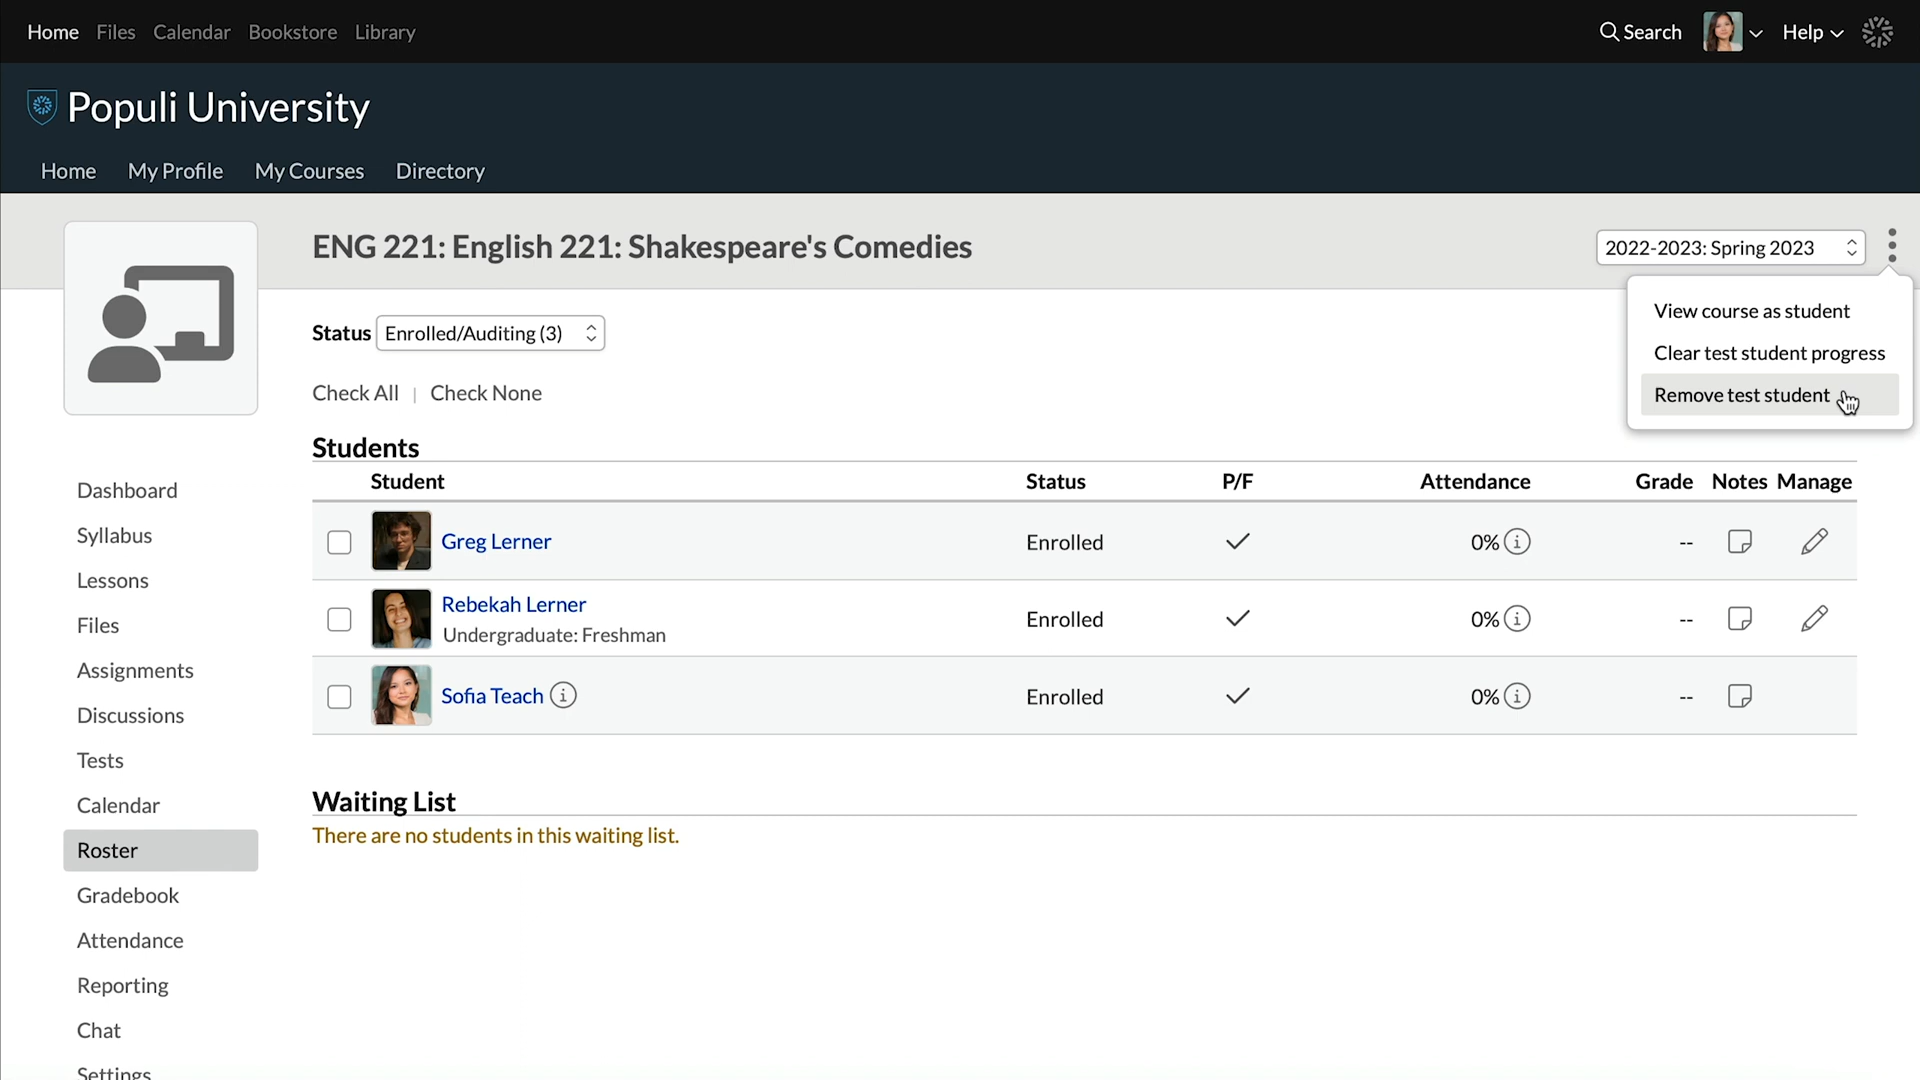 Home Files Calendar Bookstore Library Search Help
Populi University
Home My Profile My Courses Directory
ENG 221: English 221: Shakespeare's Comedies
2022-2023: Spring 2023
View course as student
Clear test student progress
Remove test student
Status Enrolled/Auditing (3)
Check All | Check None
Students
Student Status P/F Attendance Grade Notes Manage
Greg Lerner Enrolled 0% --
Rebekah Lerner
Undergraduate: Freshman
Enrolled 0% --
Sofia Teach Enrolled 0% --
Waiting List
There are no students in this waiting list.
Dashboard
Syllabus
Lessons
Files
Assignments
Discussions
Tests
Calendar
Roster
Gradebook
Attendance
Reporting
Chat
Settings